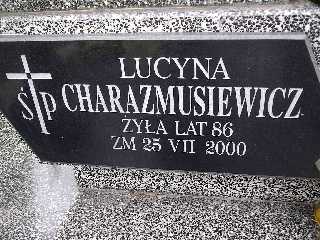 LUCYNA
ŚP CHARAZMUSIEWICZ
ŻYŁA LAT 86
ZM 25 VII 2000